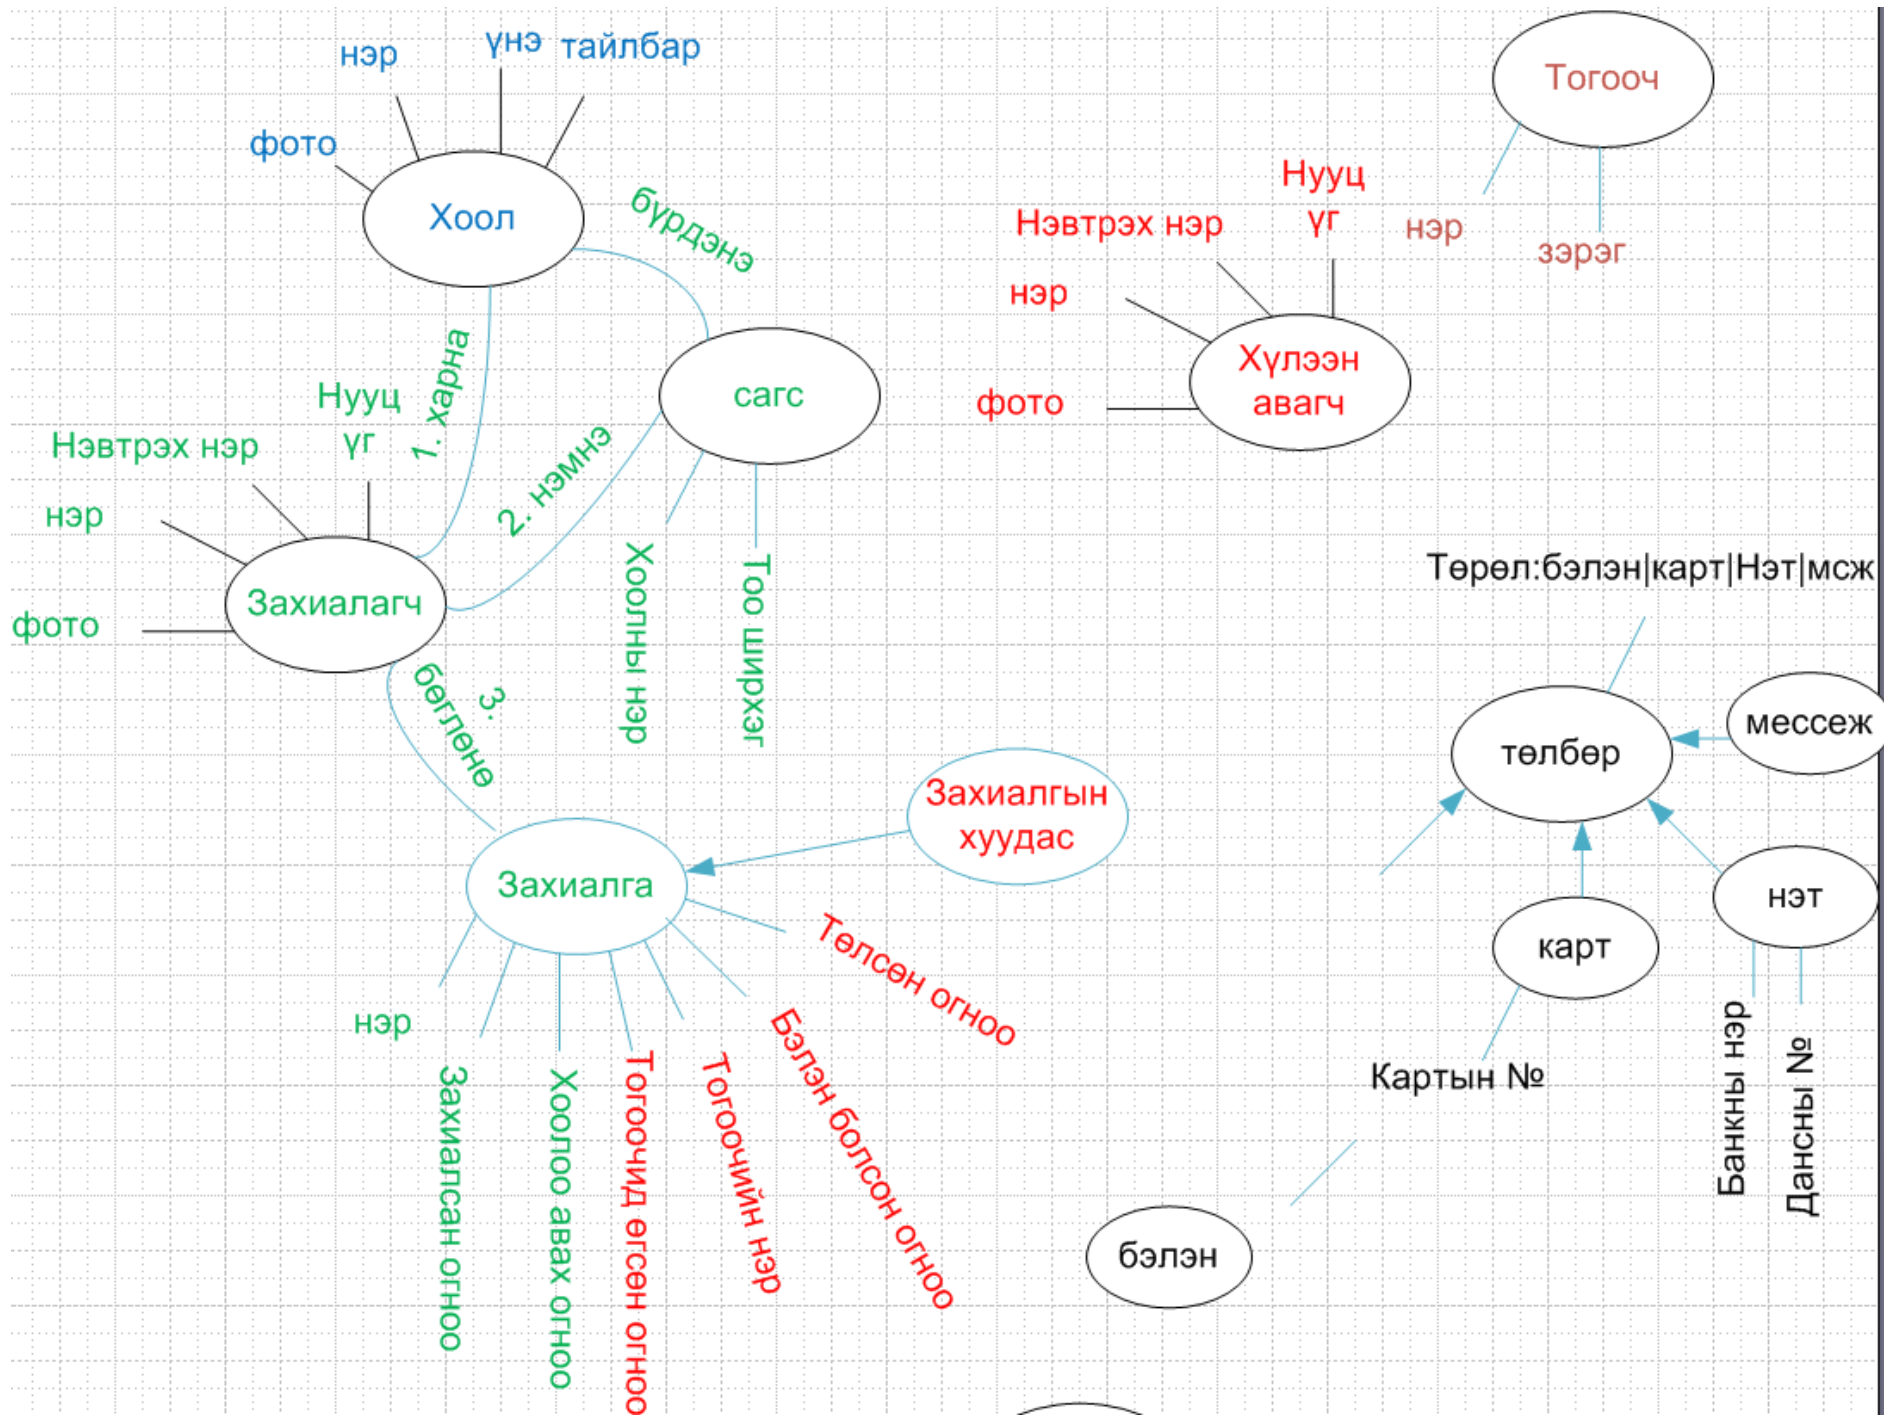 нэр
үнэ
тайлбар
фото
Хоол
бүрдэнэ
Тогооч
нэр
зэрэг
Нууц
үг
Нэвтрэх нэр
нэр
фото
Хүлээн
авагч
1. харна
сагс
Нууц
үг
Нэвтрэх нэр
нэр
фото
Захиалагч
2. нэмнэ
Хоолны нэр
Тоо ширхэг
3.
бөглөнө
Төрөл:бэлэн|карт|Нэт|мсж
төлбөр
мессеж
Захиалгын
хуудас
Захиалга
нэт
карт
Төлсөн огноо
нэр
Захиалсан огноо
Хоолоо авах огноо
Тогоочид өгсөн огноо
Тогоочийн нэр
Бэлэн болсон огноо
Картын №
Банкны нэр
Дансны №
бэлэн